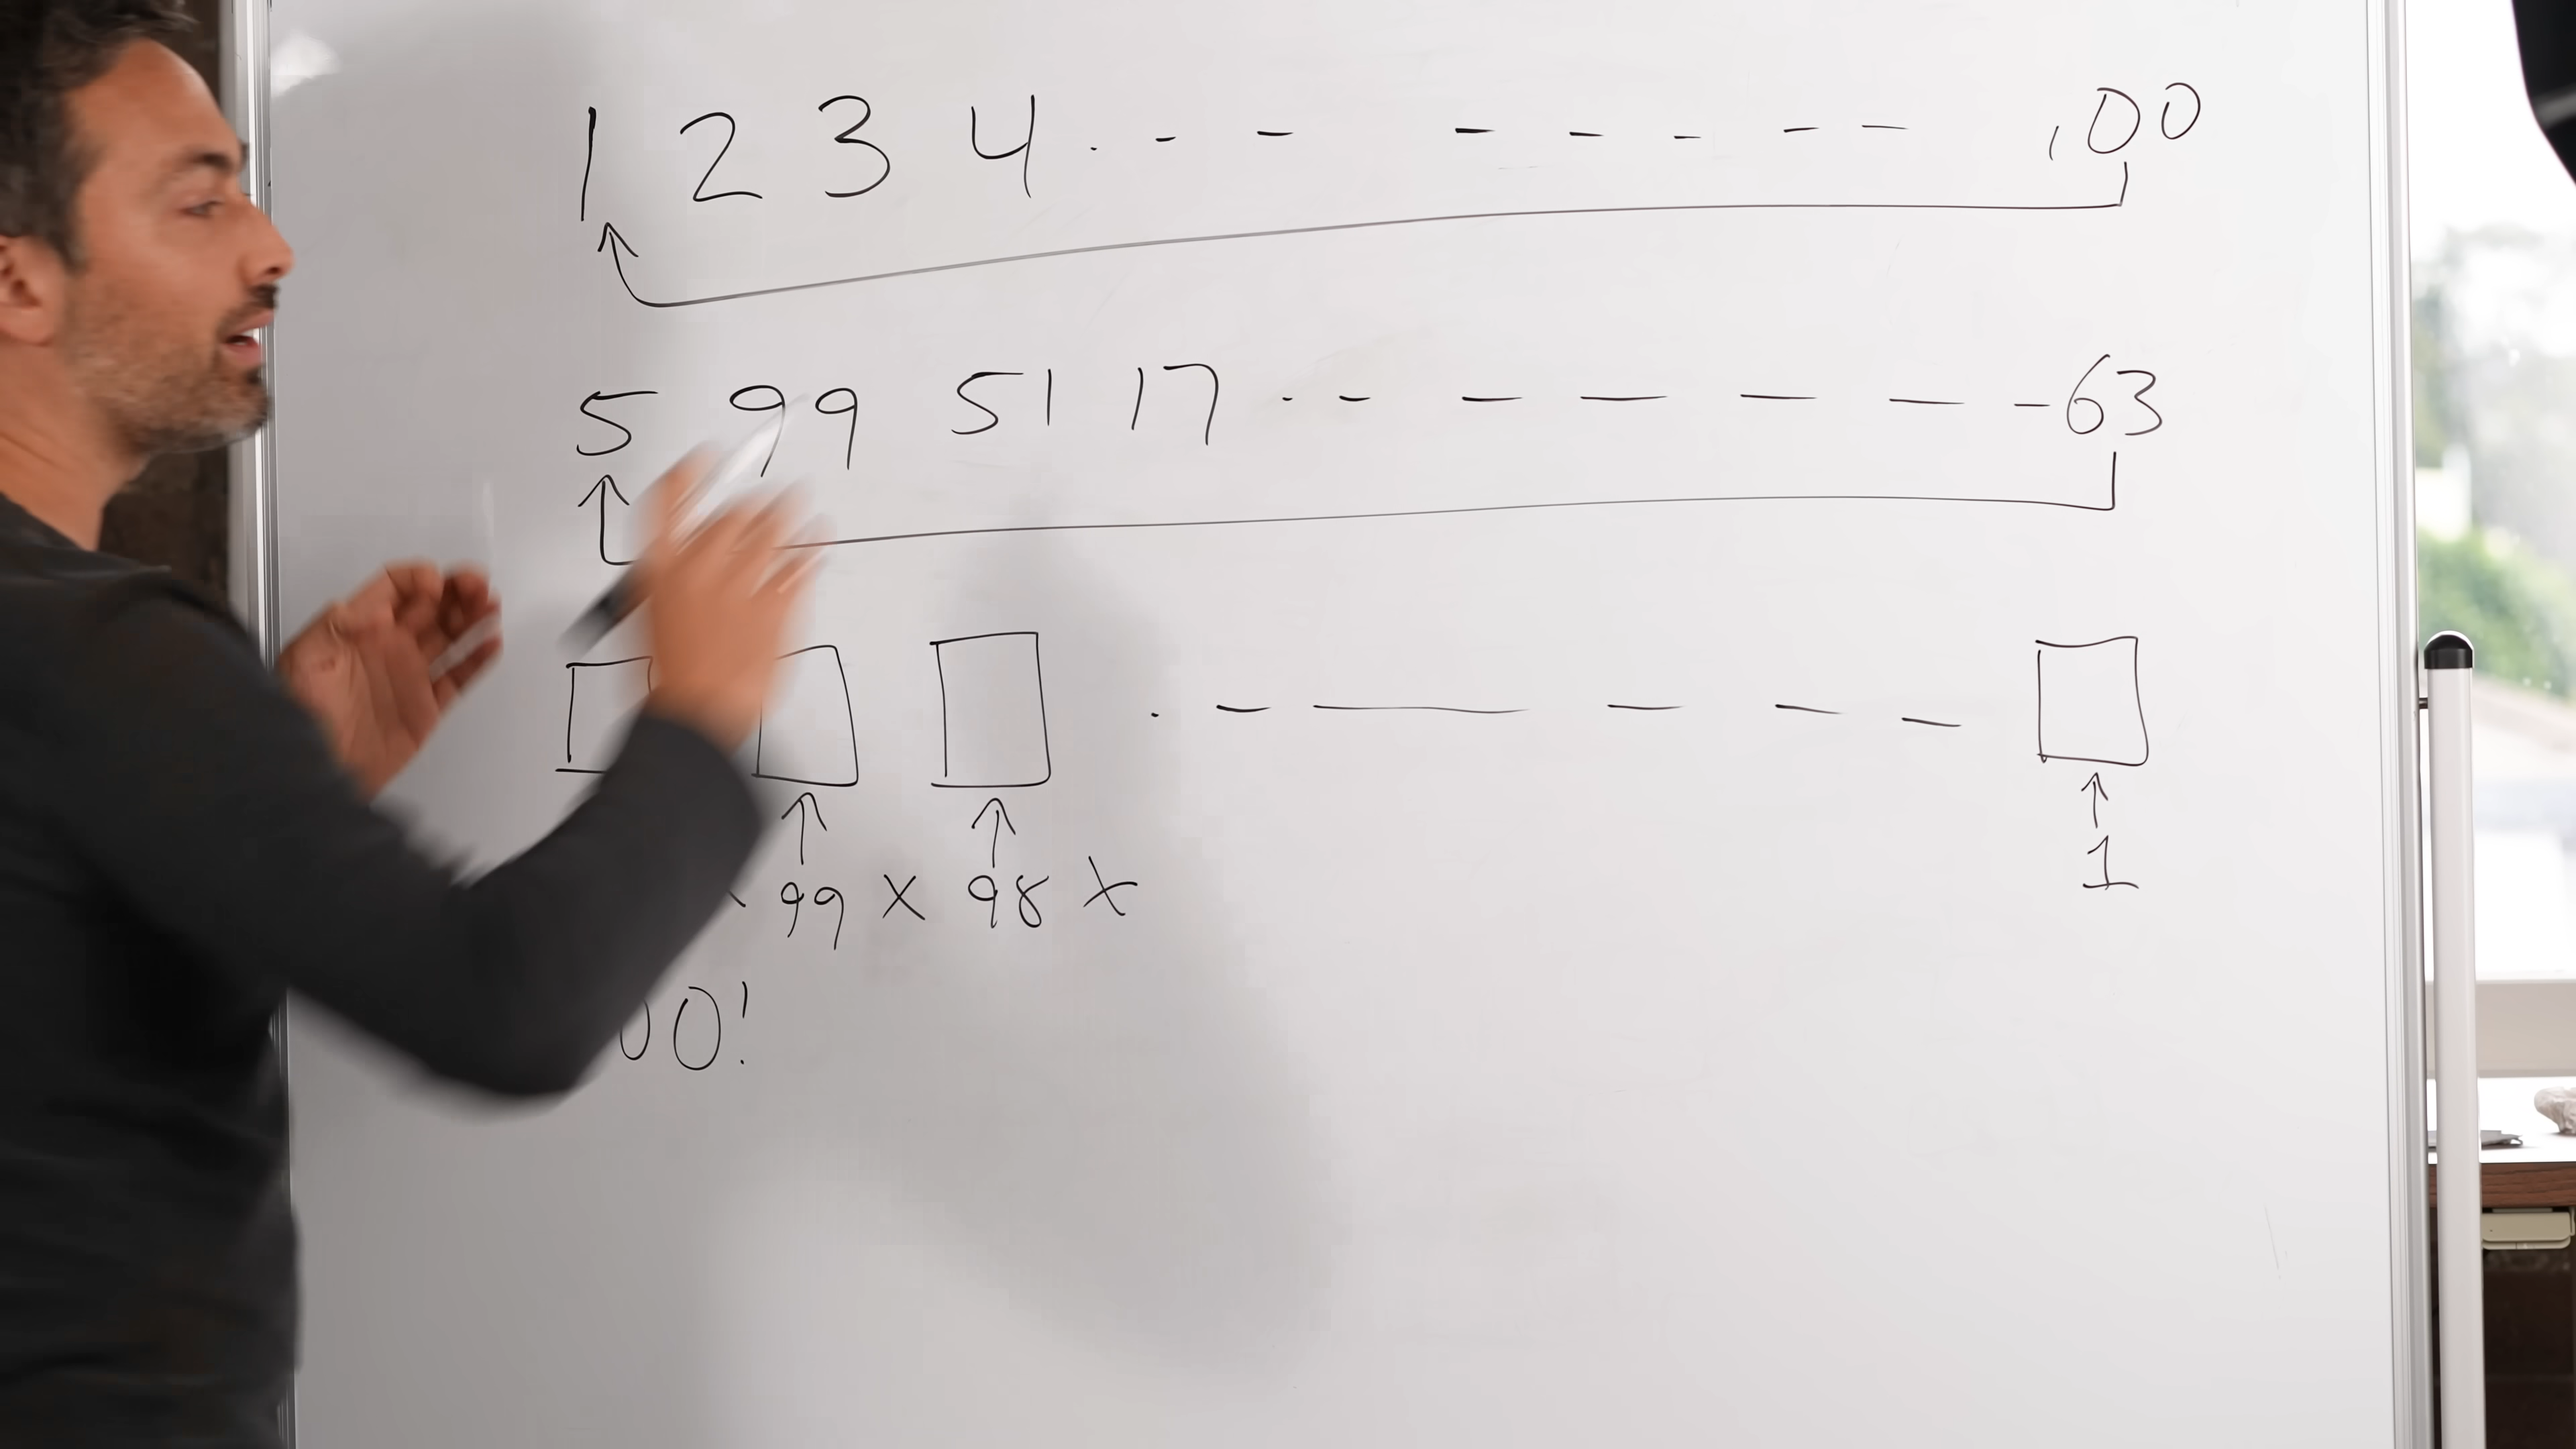 1 2 3 4 . - - - - - - - 100
5 99 51 17 . - - - - - - 63
x 99 x 98 x 1
00!